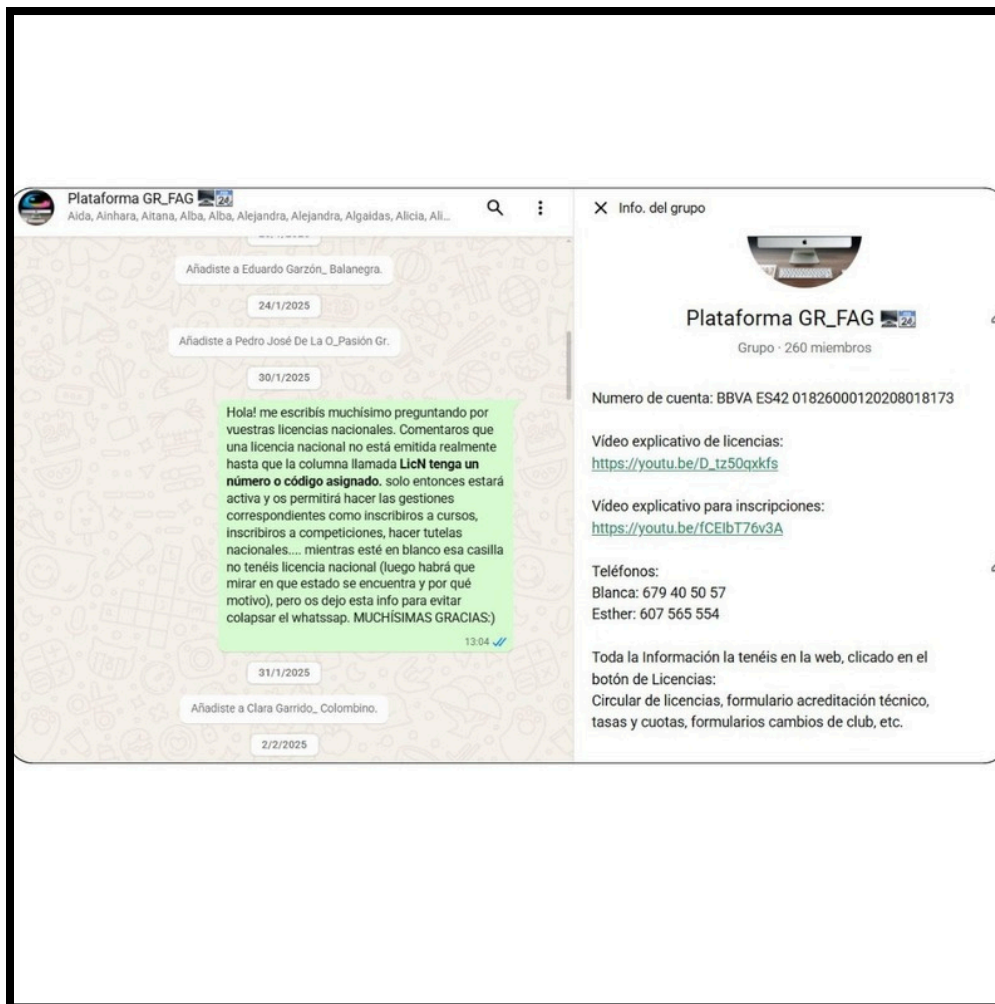 Plataforma GR_FAG
Aida, Ainhara, Aitana, Alba, Alba, Alejandra, Alejandra, Algaidas, Alicia, Ali...
Añadiste a Eduardo Garzón_ Balanegra.
24/1/2025
Añadiste a Pedro José De La O_Pasión Gr.
30/1/2025
Hola! me escribís muchísimo preguntando por
vuestras licencias nacionales. Comentaros que
una licencia nacional no está emitida realmente
hasta que la columna llamada LicN tenga un
número o código asignado. solo entonces estará
activa y os permitirá hacer las gestiones
correspondientes como inscribiros a cursos,
inscribiros a competiciones, hacer tutelas
nacionales.... mientras esté en blanco esa casilla
no tenéis licencia nacional (luego habrá que
mirar en que estado se encuentra y por qué
motivo), pero os dejo esta info para evitar
colapsar el whatssap. MUCHÍSIMAS GRACIAS:)
13:04
31/1/2025
Añadiste a Clara Garrido_ Colombino.
2/2/2025
Info. del grupo
Plataforma GR_FAG
Grupo · 260 miembros
Numero de cuenta: BBVA ES42 01826000120208018173
Vídeo explicativo de licencias:
https://youtu.be/D_tz50qxkfs
Vídeo explicativo para inscripciones:
https://youtu.be/fCEIbT76v3A
Teléfonos:
Blanca: 679 40 50 57
Esther: 607 565 554
Toda la Información la tenéis en la web, clicado en el
botón de Licencias:
Circular de licencias, formulario acreditación técnico,
tasas y cuotas, formularios cambios de club, etc.